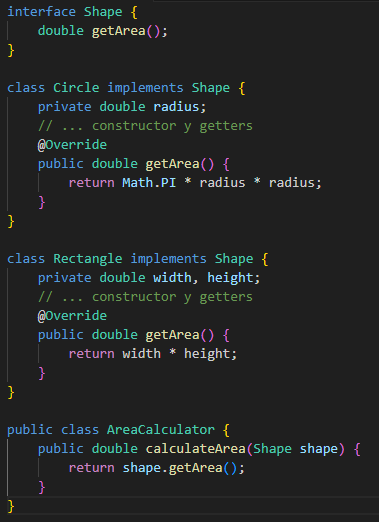 interface Shape {
    double getArea();
}

class Circle implements Shape {
    private double radius;
    // ... constructor y getters
    @Override
    public double getArea() {
        return Math.PI * radius * radius;
    }
}

class Rectangle implements Shape {
    private double width, height;
    // ... constructor y getters
    @Override
    public double getArea() {
        return width * height;
    }
}

public class AreaCalculator {
    public double calculateArea(Shape shape) {
        return shape.getArea();
    }
}